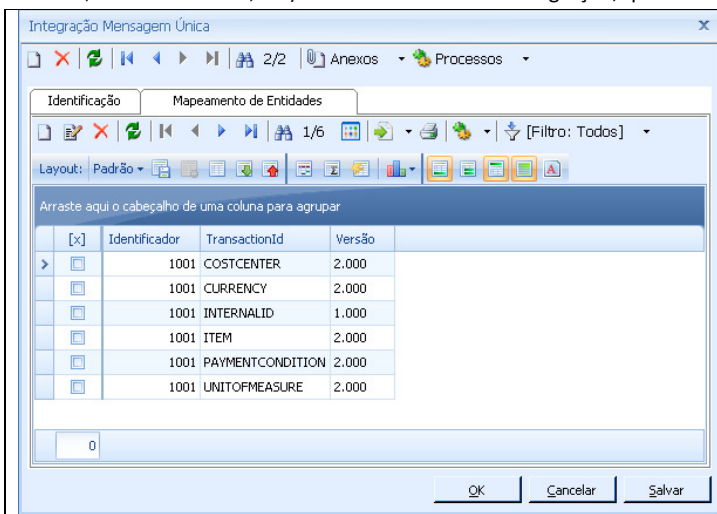 Integração Mensagem Única x
2/2 Anexos Processos
Identificação Mapeamento de Entidades
1/6 [Filtro: Todos]
Layout: Padrão
Arraste aqui o cabeçalho de uma coluna para agrupar
[x] Identificador TransactionId Versão
1001 COSTCENTER 2.000
1001 CURRENCY 2.000
1001 INTERNALID 1.000
1001 ITEM 2.000
1001 PAYMENTCONDITION 2.000
1001 UNITOFMEASURE 2.000
0
OK Cancelar Salvar